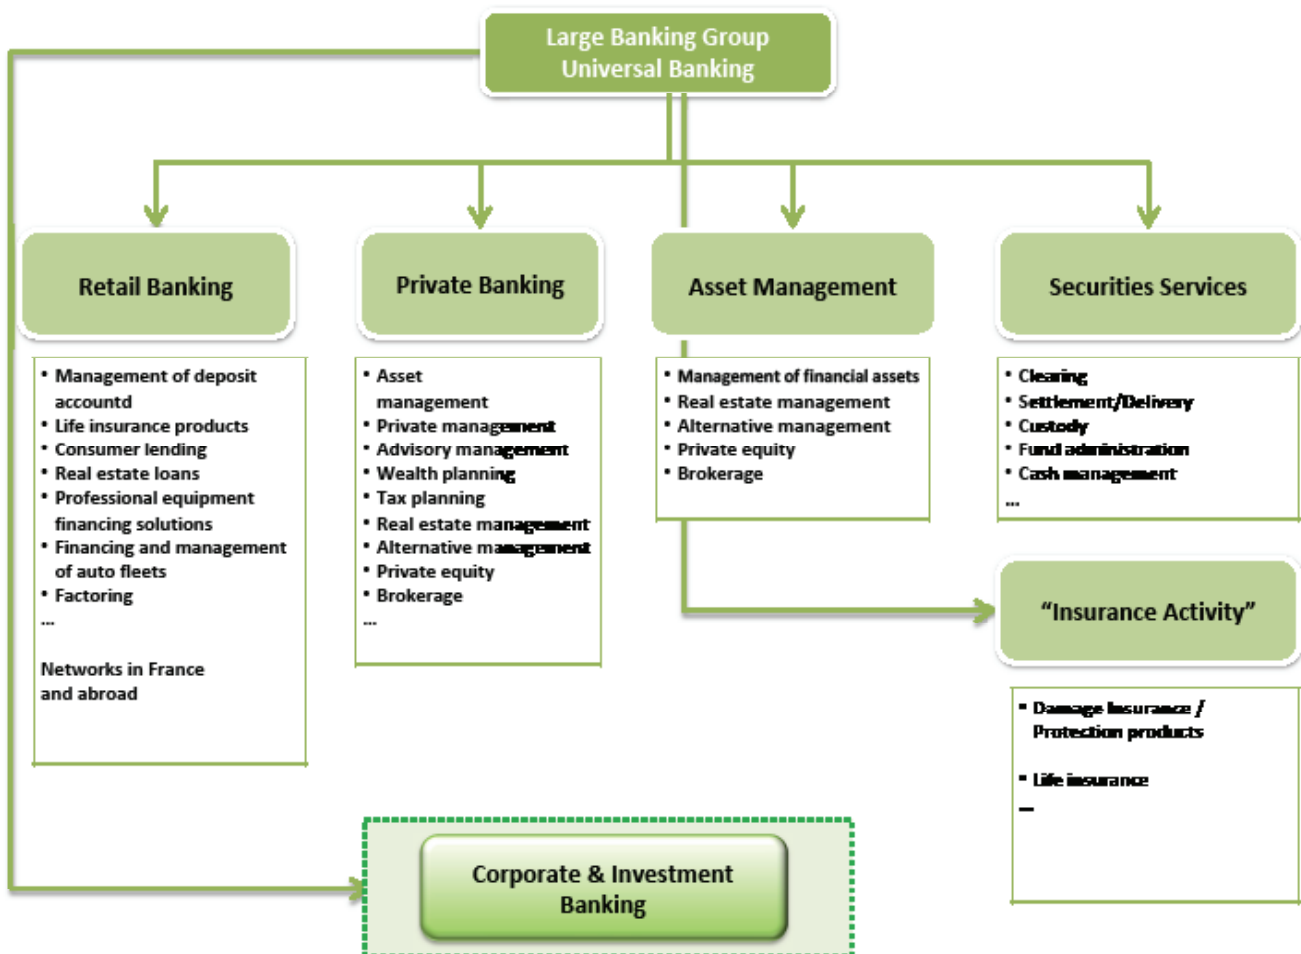 Large Banking Group
Universal Banking
Retail Banking
Private Banking
Asset Management
Securities Services
• Management of deposit
accountd
• Life insurance products
• Consumer lending
• Real estate loans
• Professional equipment
financing solutions
• Financing and management
of auto fleets
• Factoring
...
Networks in France
and abroad
• Asset
management
• Private management
• Advisory management
• Wealth planning
• Tax planning
• Real estate management
• Alternative management
• Private equity
• Brokerage
...
• Management of financial assets
• Real estate management
• Alternative management
• Private equity
• Brokerage
• Clearing
• Settlement/Delivery
• Custody
• Fund administration
• Cash management
...
“Insurance Activity”
▪ Damage Insurance /
Protection products
• Life insurance
...
Corporate & Investment
Banking